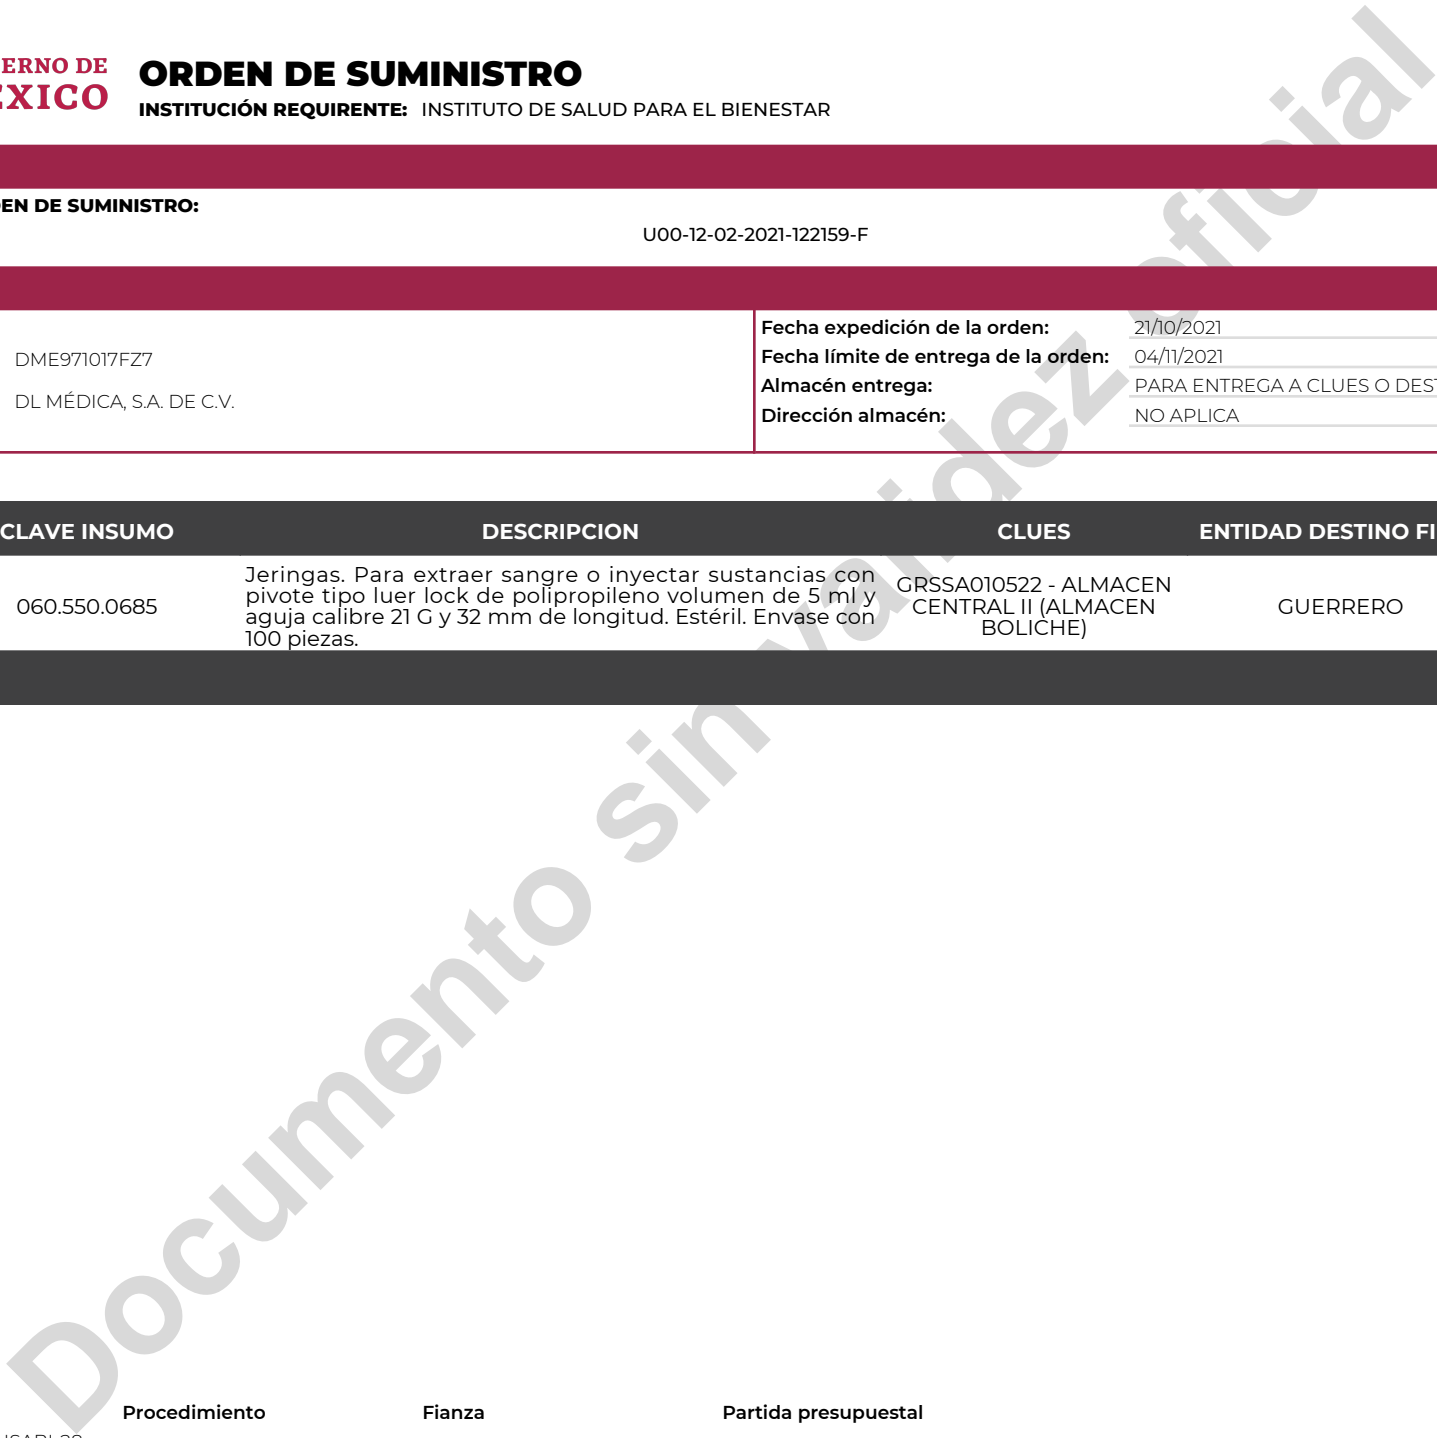 ERNO DE
EXICO
ORDEN DE SUMINISTRO
INSTITUCIÓN REQUIRENTE: INSTITUTO DE SALUD PARA EL BIENESTAR
EN DE SUMINISTRO:
U00-12-02-2021-122159-F
DME971017FZ7
DL MÉDICA, S.A. DE C.V.
Fecha expedición de la orden: 21/10/2021
Fecha límite de entrega de la orden: 04/11/2021
Almacén entrega: PARA ENTREGA A CLUES O DEST
Dirección almacén: NO APLICA
CLAVE INSUMO DESCRIPCION CLUES ENTIDAD DESTINO FI
060.550.0685
Jeringas. Para extraer sangre o inyectar sustancias con
pivote tipo luer lock de polipropileno volumen de 5 ml y
aguja calibre 21 G y 32 mm de longitud. Estéril. Envase con
100 piezas.
GRSSA010522 - ALMACEN
CENTRAL II (ALMACEN
BOLICHE)
GUERRERO
Documento sin validez oficial
Procedimiento Fianza Partida presupuestal